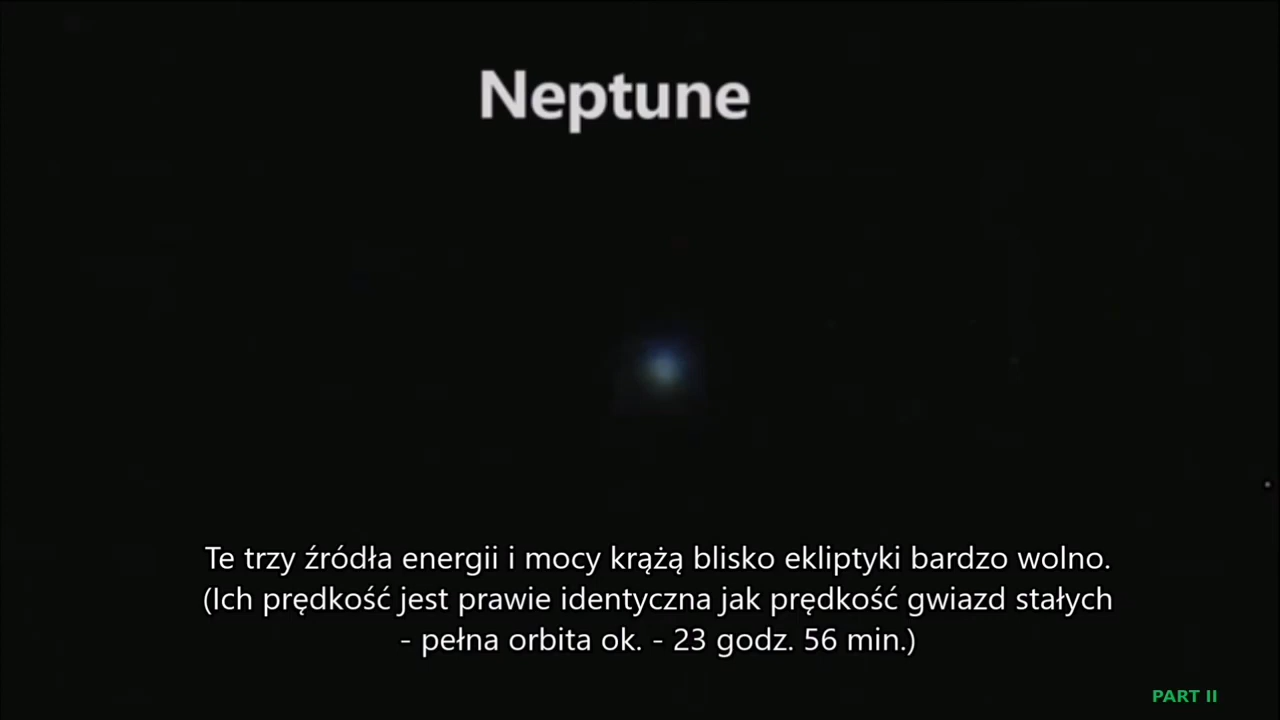 Neptune
Te trzy źródła energii i mocy krążą blisko ekliptyki bardzo wolno.
(Ich prędkość jest prawie identyczna jak prędkość gwiazd stałych
- pełna orbita ok. - 23 godz. 56 min.)
PART II